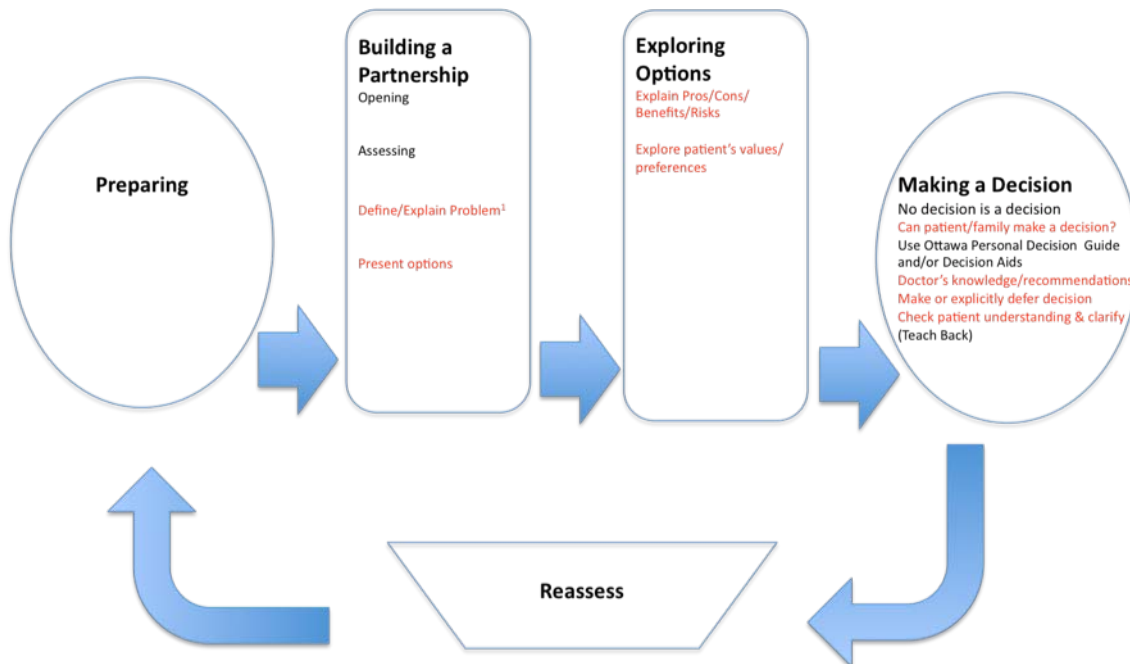 Preparing
Building a
Partnership
Opening
Assessing
Define/Explain Problem¹
Present options
Exploring
Options
Explain Pros/Cons/
Benefits/Risks
Explore patient's values/
preferences
Making a Decision
No decision is a decision
Can patient/family make a decision?
Use Ottawa Personal Decision Guide
and/or Decision Aids
Doctor's knowledge/recommendations
Make or explicitly defer decision
Check patient understanding & clarify
(Teach Back)
Reassess